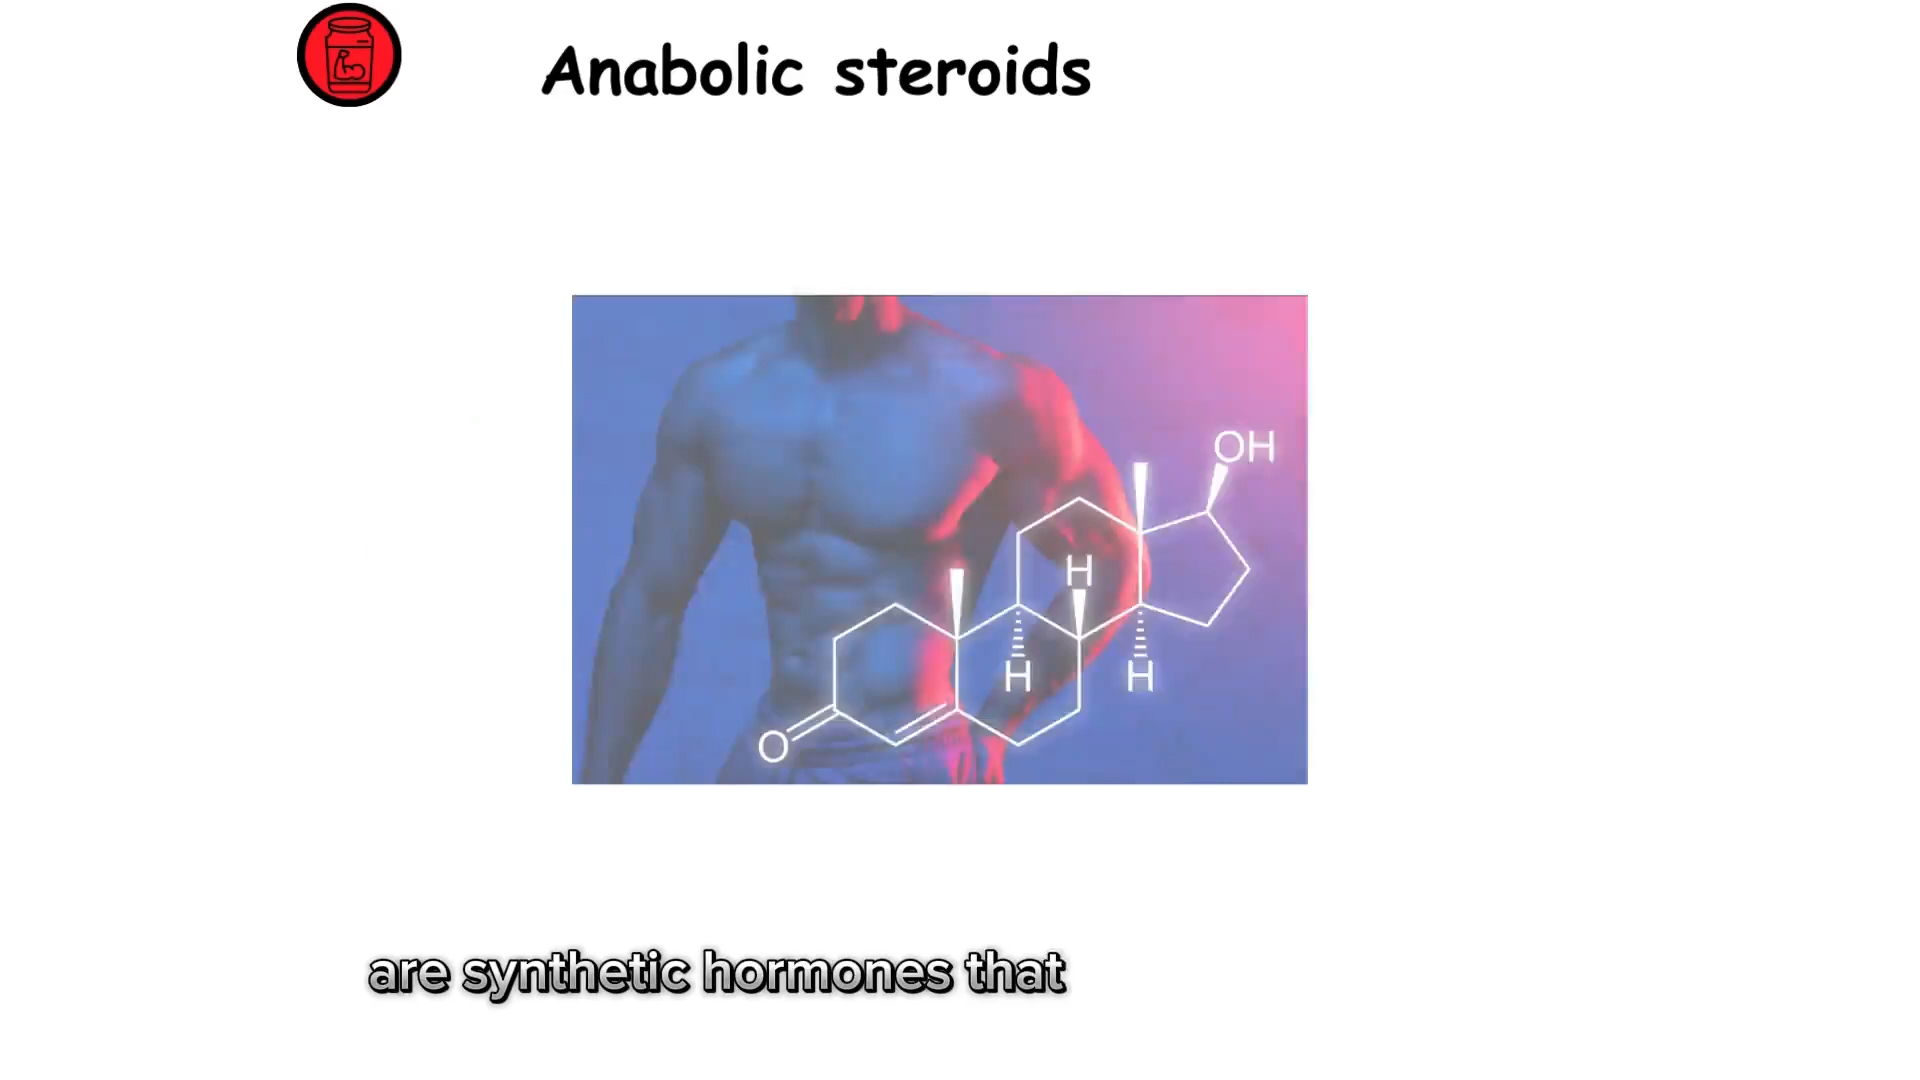 Anabolic steroids
OH
H
H
H
O
are synthetic hormones that